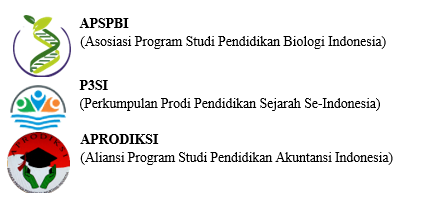 APSPBI
(Asosiasi Program Studi Pendidikan Biologi Indonesia)
P3SI
(Perkumpulan Prodi Pendidikan Sejarah Se-Indonesia)
APRODIKSI
(Aliansi Program Studi Pendidikan Akuntansi Indonesia)
APRODIKSI